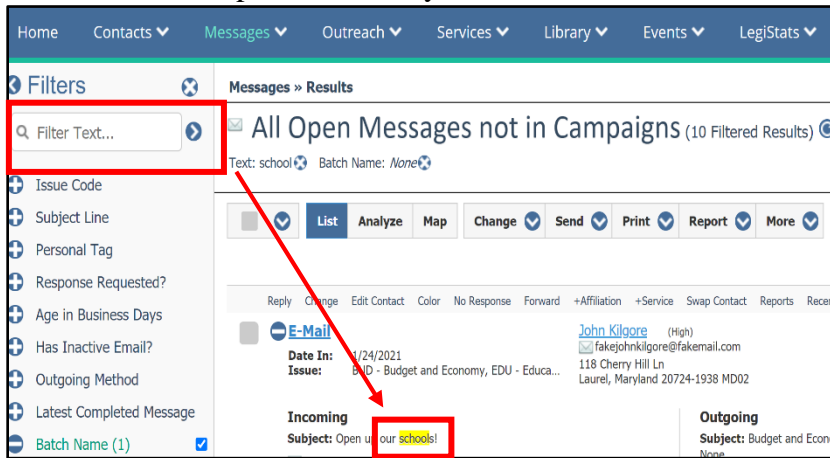 Home Contacts Messages Outreach Services Library Events LegiStats
Filters
Filter Text...
Issue Code
Subject Line
Personal Tag
Response Requested?
Age in Business Days
Has Inactive Email?
Outgoing Method
Latest Completed Message
Batch Name (1)
Messages » Results
All Open Messages not in Campaigns (10 Filtered Results)
Text: school Batch Name: None
List Analyze Map Change Send Print Report More
Reply Change Edit Contact Color No Response Forward +Affiliation +Service Swap Contact Reports
E-Mail
Date In: 1/24/2021
Issue: BUD - Budget and Economy, EDU - Educa...
John Kilgore (High)
fakejohnkilgore@fakemail.com
118 Cherry Hill Ln
Laurel, Maryland 20724-1938 MD02
Incoming
Subject: Open up our schools!
Outgoing
Subject: Budget and
None